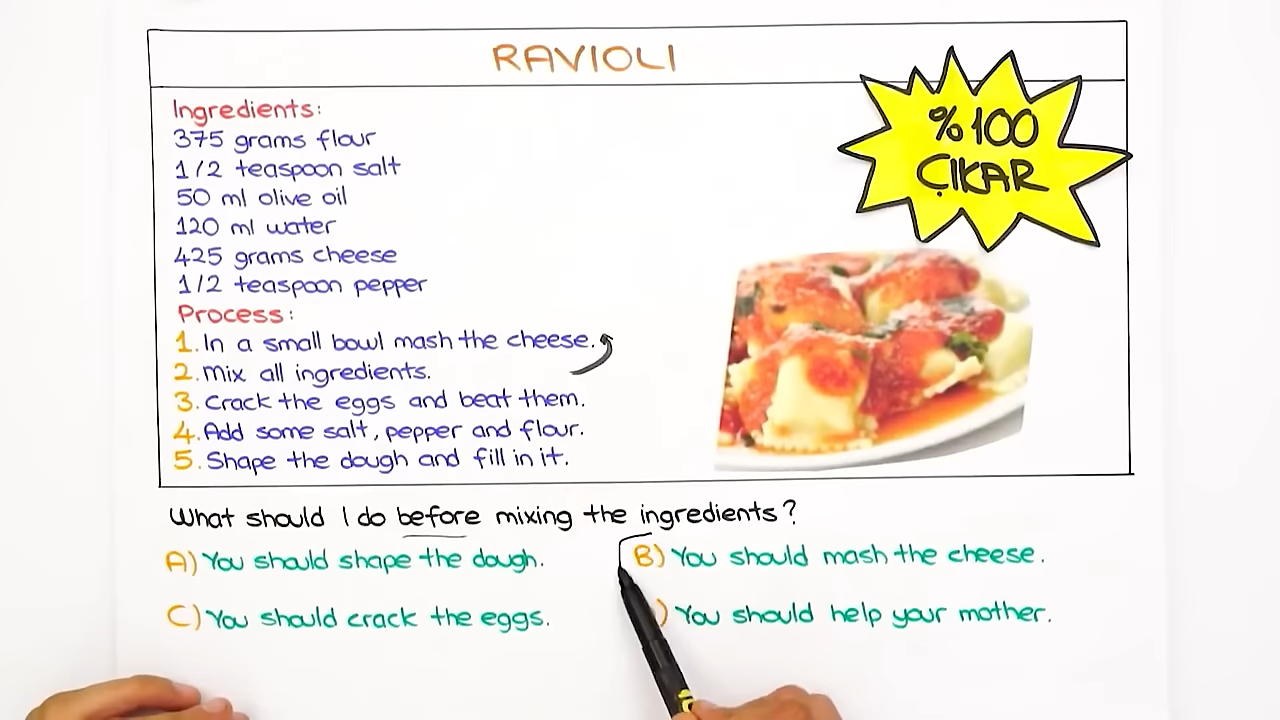 RAVIOLI
%100
ÇIKAR
Ingredients:
375 grams flour
1/2 teaspoon salt
50 ml olive oil
120 ml water
425 grams cheese
1/2 teaspoon pepper
Process:
1. In a small bowl mash the cheese.
2. Mix all ingredients.
3. Crack the eggs and beat them.
4. Add some salt, pepper and flour.
5. Shape the dough and fill in it.
What should I do before mixing the ingredients?
A) You should shape the dough.
B) You should mash the cheese.
C) You should crack the eggs.
) You should help your mother.